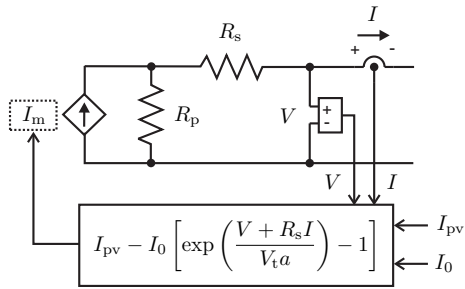 I
R_s
+ -
I_m
R_p
V
+
-
V
I
I_pv − I_0 [exp((V + R_s I)/(V_t a)) − 1]
I_pv
I_0